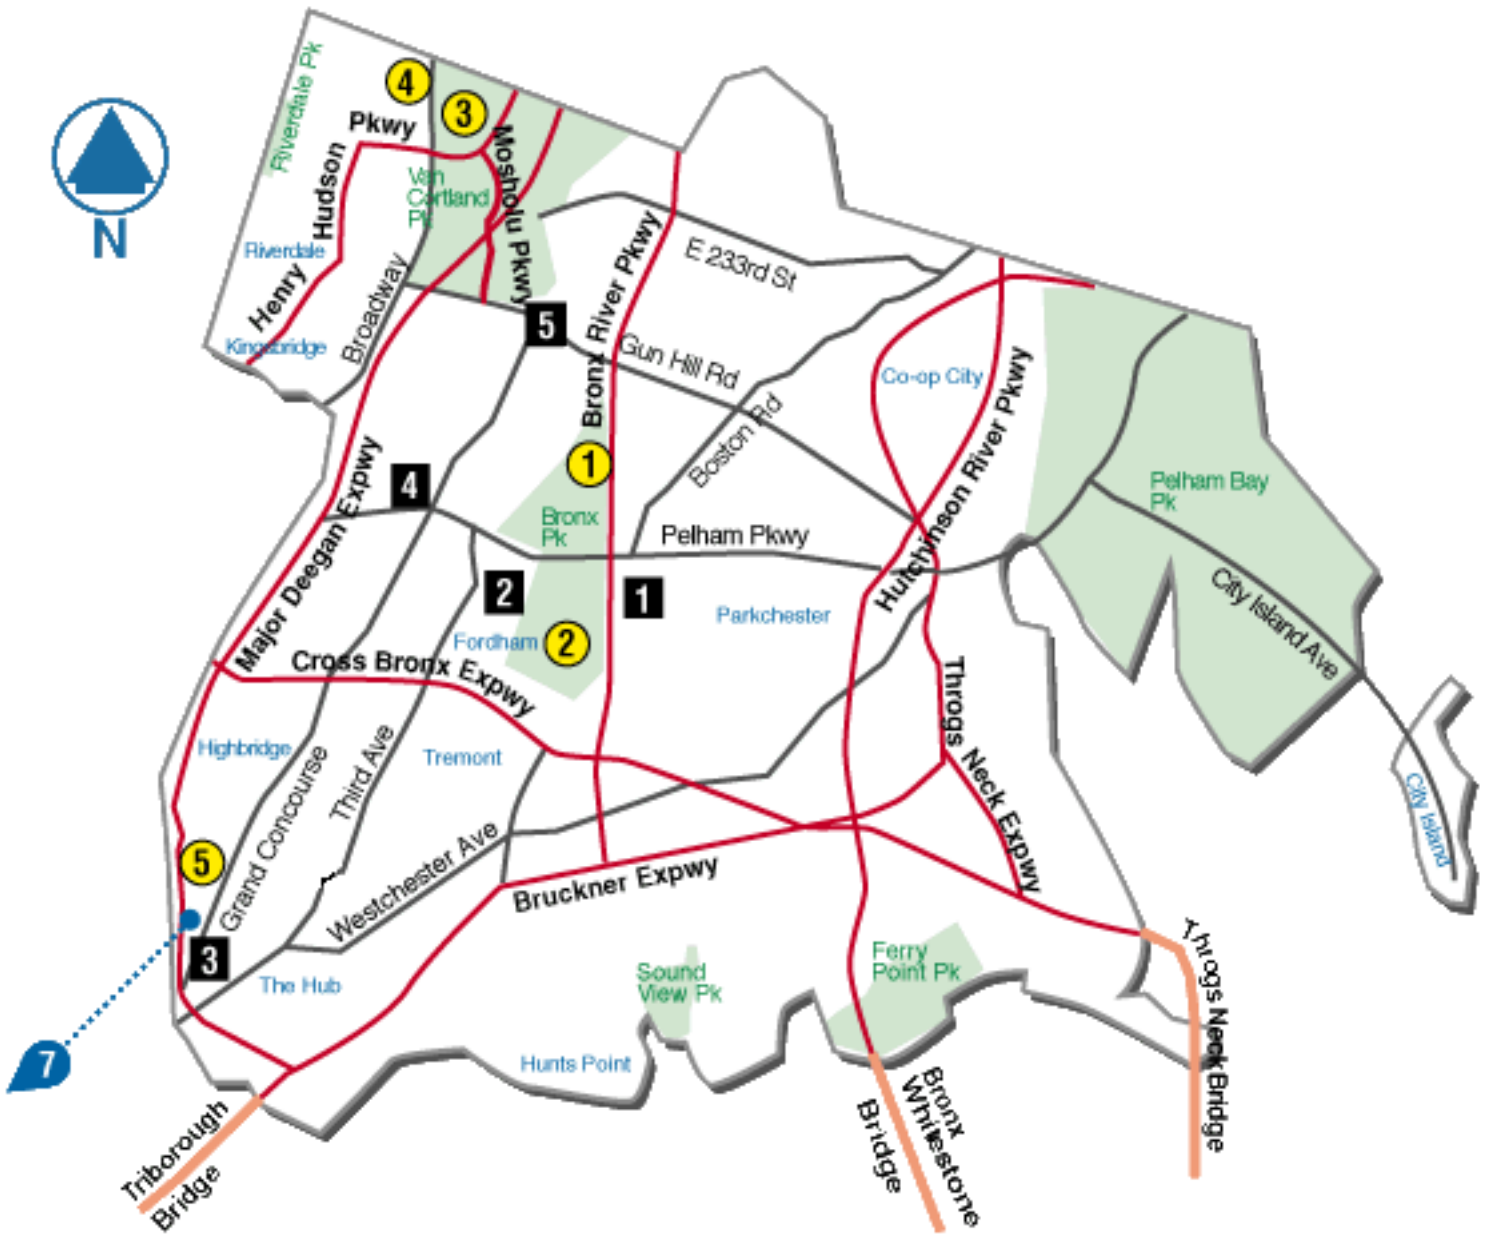 Riverdale Pk
4
3
Pkwy
Hudson
Henry
Mosholu Pkwy
Van
Cortland
Pk
N
Riverdale
Kingsbridge
Broadway
E 233rd St
Bronx River Pkwy
5
Gun Hill Rd
Boston Rd
Co-op City
Hutchinson River Pkwy
Pelham Bay
Pk
City Island Ave
City Island
4
1
Bronx
Pk
Pelham Pkwy
2
1
Parkchester
Fordham
2
Major Deegan Expwy
Cross Bronx Expwy
Highbridge
Grand Concourse
Third Ave
Tremont
Throgs Neck Expwy
5
Westchester Ave
Bruckner Expwy
3
The Hub
7
Sound
View Pk
Ferry
Point Pk
Hunts Point
Throgs Neck Bridge
Triborough
Bridge
Bronx
Whitestone
Bridge